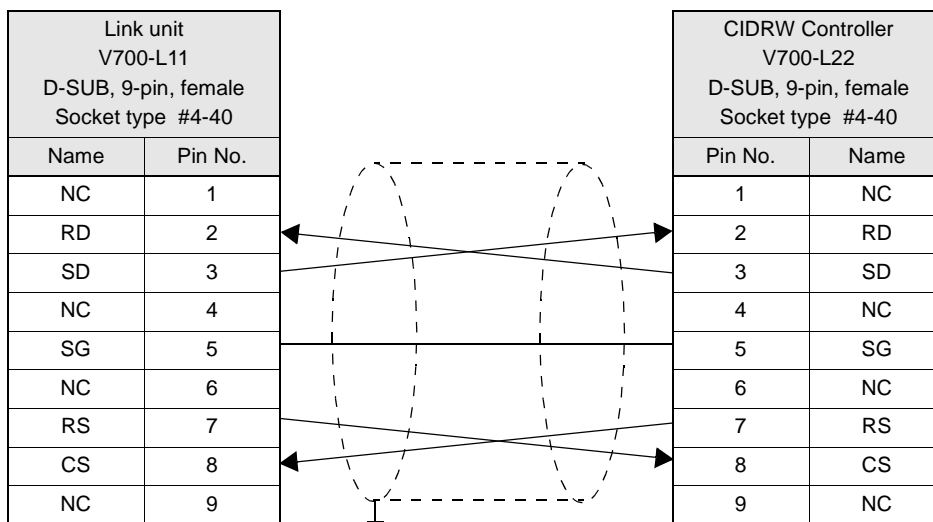 Link unit
V700-L11
D-SUB, 9-pin, female
Socket type #4-40
Name Pin No.
NC 1
RD 2
SD 3
NC 4
SG 5
NC 6
RS 7
CS 8
NC 9
CIDRW Controller
V700-L22
D-SUB, 9-pin, female
Socket type #4-40
Pin No. Name
1 NC
2 RD
3 SD
4 NC
5 SG
6 NC
7 RS
8 CS
9 NC